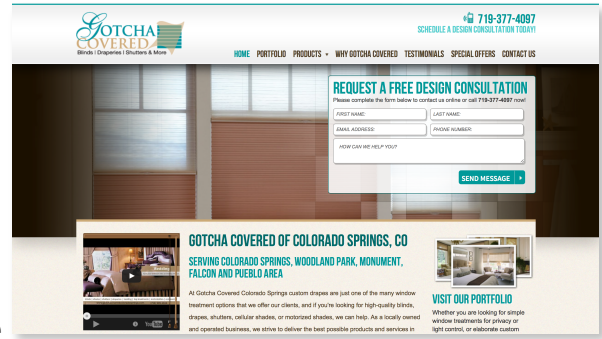 GOTCHA
COVERED
Blinds | Draperies | Shutters & More
719-377-4097
SCHEDULE A DESIGN CONSULTATION TODAY!
HOME PORTFOLIO PRODUCTS WHY GOTCHA COVERED TESTIMONIALS SPECIAL OFFERS CONTACT US
REQUEST A FREE DESIGN CONSULTATION
Please complete the form below to contact us online or call 719-377-4097 now!
FIRST NAME: LAST NAME:
EMAIL ADDRESS: PHONE NUMBER:
HOW CAN WE HELP YOU?
SEND MESSAGE
YouTube
GOTCHA COVERED OF COLORADO SPRINGS, CO
SERVING COLORADO SPRINGS, WOODLAND PARK, MONUMENT,
FALCON AND PUEBLO AREA
At Gotcha Covered Colorado Springs custom drapes are just one of the many window
treatment options that we offer our clients, and if you're looking for high-quality blinds,
drapes, shutters, cellular shades, or motorized shades, we can help. As a locally owned
and operated business, we strive to deliver the best possible products and services in
VISIT OUR PORTFOLIO
Whether you are looking for simple
window treatments for privacy or
light control, or elaborate custom